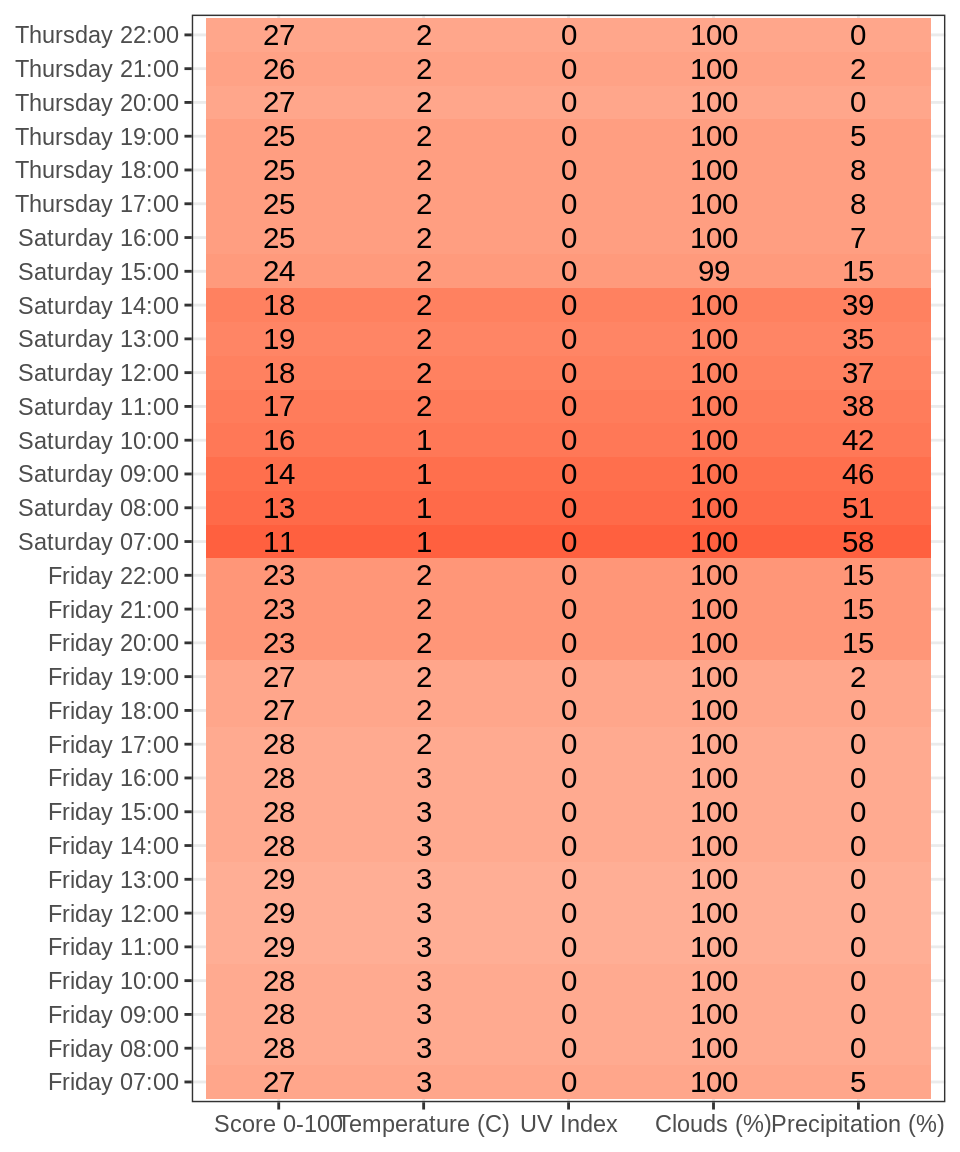 Thursday 22:00 27 2 0 100 0
Thursday 21:00 26 2 0 100 2
Thursday 20:00 27 2 0 100 0
Thursday 19:00 25 2 0 100 5
Thursday 18:00 25 2 0 100 8
Thursday 17:00 25 2 0 100 8
Saturday 16:00 25 2 0 100 7
Saturday 15:00 24 2 0 99 15
Saturday 14:00 18 2 0 100 39
Saturday 13:00 19 2 0 100 35
Saturday 12:00 18 2 0 100 37
Saturday 11:00 17 2 0 100 38
Saturday 10:00 16 1 0 100 42
Saturday 09:00 14 1 0 100 46
Saturday 08:00 13 1 0 100 51
Saturday 07:00 11 1 0 100 58
Friday 22:00 23 2 0 100 15
Friday 21:00 23 2 0 100 15
Friday 20:00 23 2 0 100 15
Friday 19:00 27 2 0 100 2
Friday 18:00 27 2 0 100 0
Friday 17:00 28 2 0 100 0
Friday 16:00 28 3 0 100 0
Friday 15:00 28 3 0 100 0
Friday 14:00 28 3 0 100 0
Friday 13:00 29 3 0 100 0
Friday 12:00 29 3 0 100 0
Friday 11:00 29 3 0 100 0
Friday 10:00 28 3 0 100 0
Friday 09:00 28 3 0 100 0
Friday 08:00 28 3 0 100 0
Friday 07:00 27 3 0 100 5
Score 0-100 Temperature (C) UV Index Clouds (%) Precipitation (%)